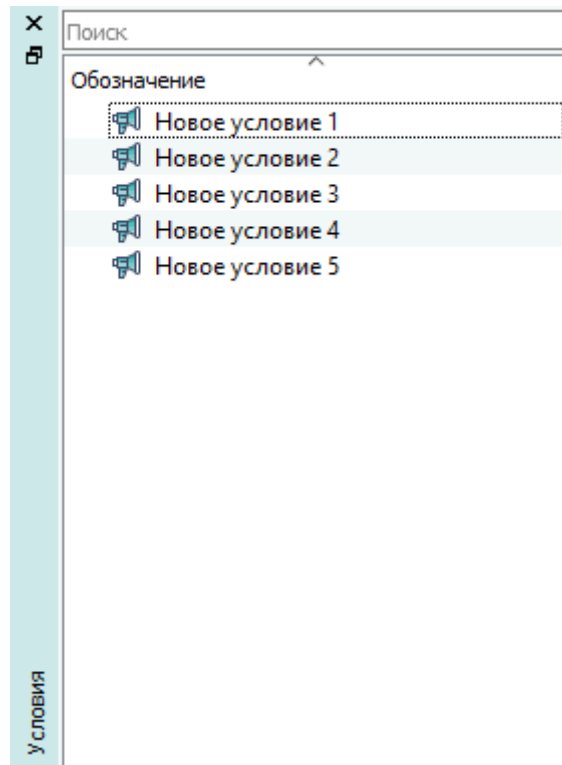 Поиск
Обозначение
Новое условие 1
Новое условие 2
Новое условие 3
Новое условие 4
Новое условие 5
Условия